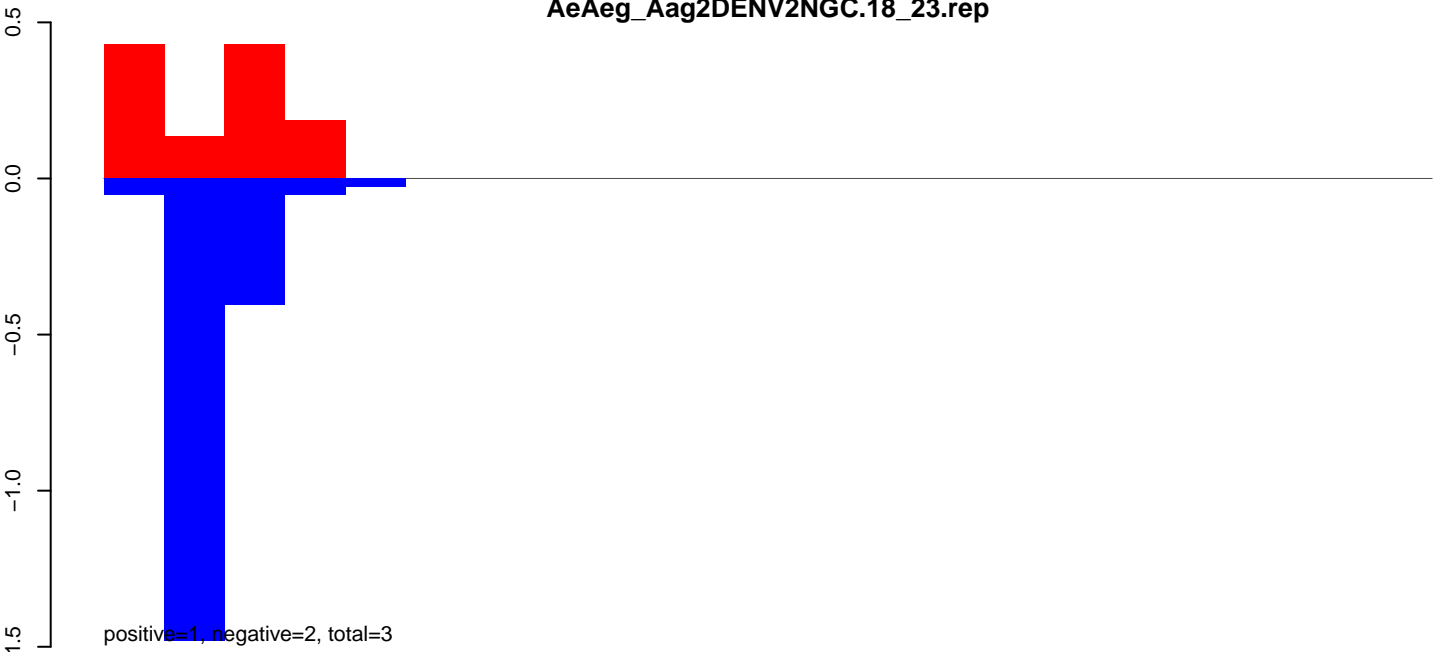 AeAeg_Aag2DENV2NGC.18_23.rep
0.5
0.0
−0.5
−1.0
1.5
positive=1, negative=2, total=3